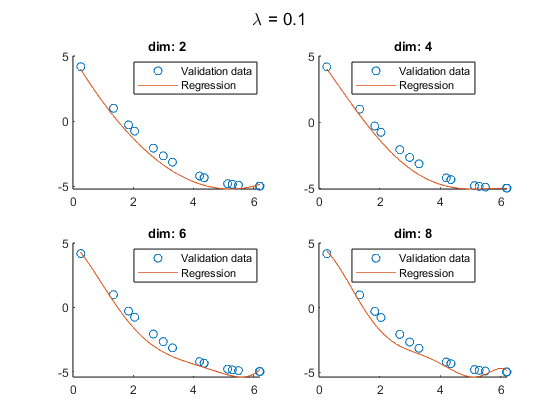 λ = 0.1
dim: 2
5
0
-5
0 2 4 6
Validation data
Regression
dim: 4
5
0
-5
0 2 4 6
Validation data
Regression
dim: 6
5
0
-5
0 2 4 6
Validation data
Regression
dim: 8
5
0
-5
0 2 4 6
Validation data
Regression